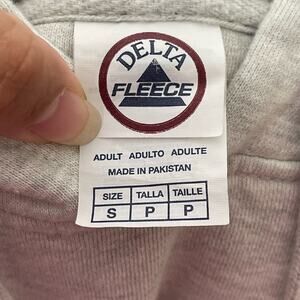 DELTA
FLEECE
ADULT ADULTO ADULTE
MADE IN PAKISTAN
SIZE TALLA TAILLE
S P P